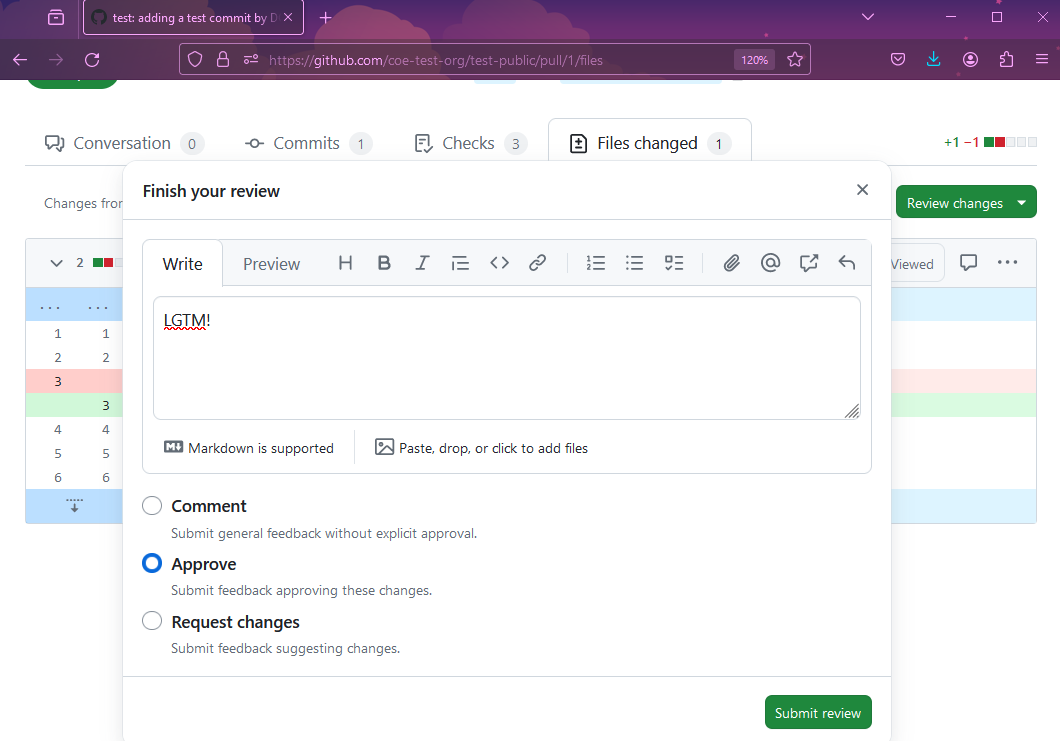 test: adding a test commit by D
https://github.com/coe-test-org/test-public/pull/1/files
120%
Conversation 0
Commits 1
Checks 3
Files changed 1
+1 −1
Changes from
Finish your review
Review changes
2
Write
Preview
Viewed
LGTM!
... ...
1 1
2 2
3
3
4 4
5 5
6 6
Markdown is supported
Paste, drop, or click to add files
Comment
Submit general feedback without explicit approval.
Approve
Submit feedback approving these changes.
Request changes
Submit feedback suggesting changes.
Submit review